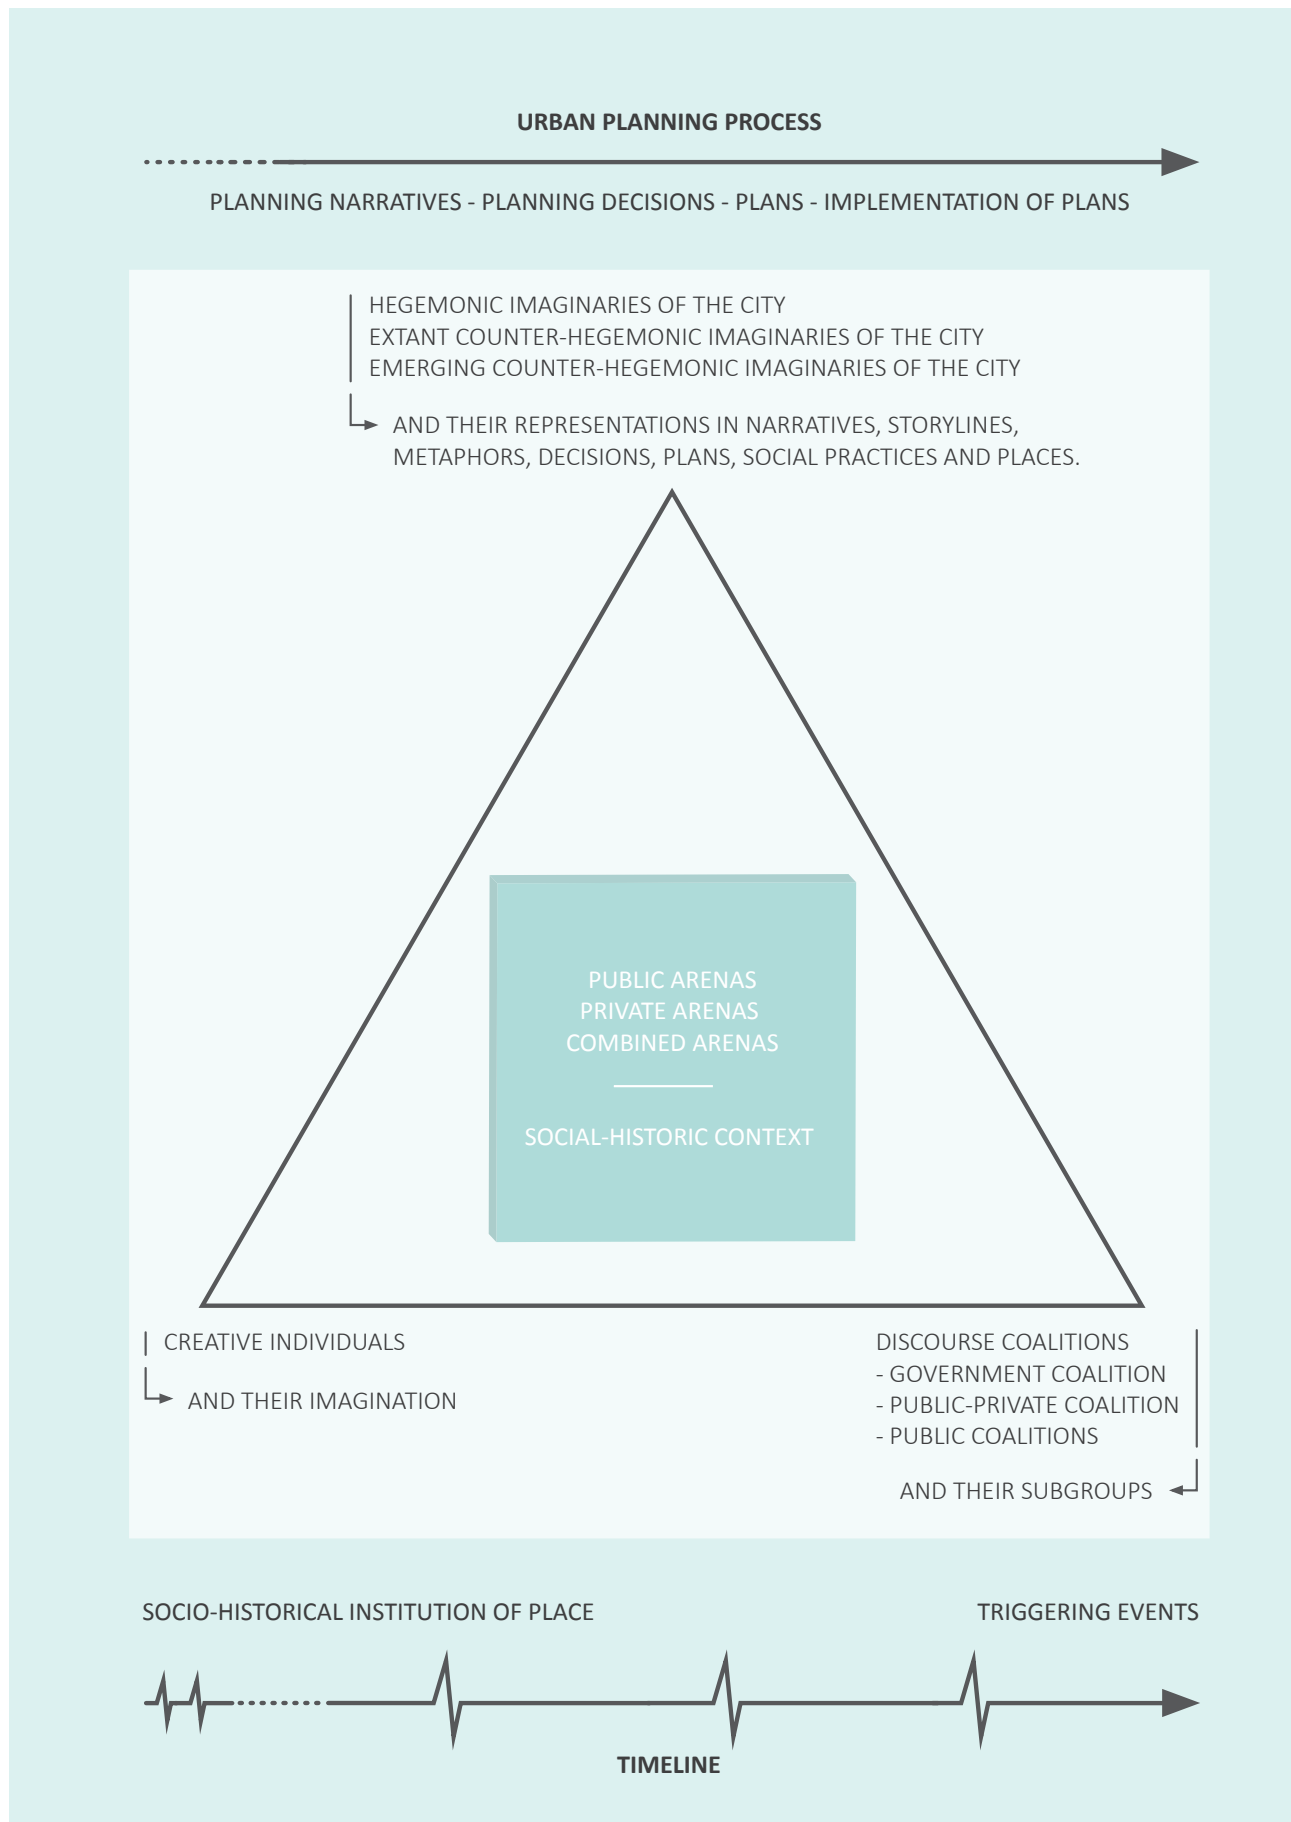 URBAN PLANNING PROCESS
PLANNING NARRATIVES - PLANNING DECISIONS - PLANS - IMPLEMENTATION OF PLANS
HEGEMONIC IMAGINARIES OF THE CITY
EXTANT COUNTER-HEGEMONIC IMAGINARIES OF THE CITY
EMERGING COUNTER-HEGEMONIC IMAGINARIES OF THE CITY
AND THEIR REPRESENTATIONS IN NARRATIVES, STORYLINES,
METAPHORS, DECISIONS, PLANS, SOCIAL PRACTICES AND PLACES.
PUBLIC ARENAS
PRIVATE ARENAS
COMBINED ARENAS
SOCIAL-HISTORIC CONTEXT
CREATIVE INDIVIDUALS
AND THEIR IMAGINATION
DISCOURSE COALITIONS
- GOVERNMENT COALITION
- PUBLIC-PRIVATE COALITION
- PUBLIC COALITIONS
AND THEIR SUBGROUPS
SOCIO-HISTORICAL INSTITUTION OF PLACE
TRIGGERING EVENTS
TIMELINE